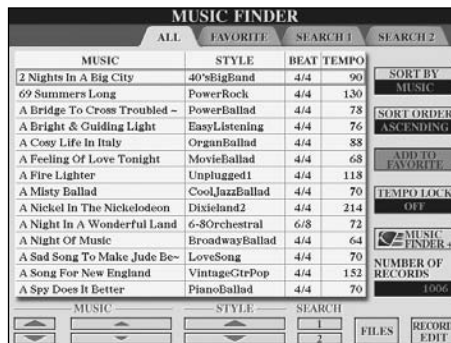 MUSIC FINDER
ALL FAVORITE SEARCH 1 SEARCH 2
MUSIC STYLE BEAT TEMPO
2 Nights In A Big City 40'sBigBand 4/4 90
69 Summers Long PowerRock 4/4 130
A Bridge To Cross Troubled ~ PowerBallad 4/4 78
A Bright & Guiding Light EasyListening 4/4 76
A Cosy Life In Italy OrganBallad 4/4 88
A Feeling Of Love Tonight MovieBallad 4/4 68
A Fire Lighter Unplugged1 4/4 118
A Misty Ballad CoolJazzBallad 4/4 70
A Nickel In The Nickelodeon Dixieland2 4/4 214
A Night In A Wonderful Land 6-8Orchestral 6/8 72
A Night Of Music BroadwayBallad 4/4 64
A Sad Song To Make Jude Be~ LoveSong 4/4 70
A Song For New England VintageGtrPop 4/4 152
A Spy Does It Better PianoBallad 4/4 70
SORT BY
MUSIC
SORT ORDER
ASCENDING
ADD TO
FAVORITE
TEMPO LOCK
OFF
MUSIC
FINDER +
NUMBER OF
RECORDS
1006
MUSIC STYLE SEARCH
1
2
FILES
RECORD
EDIT